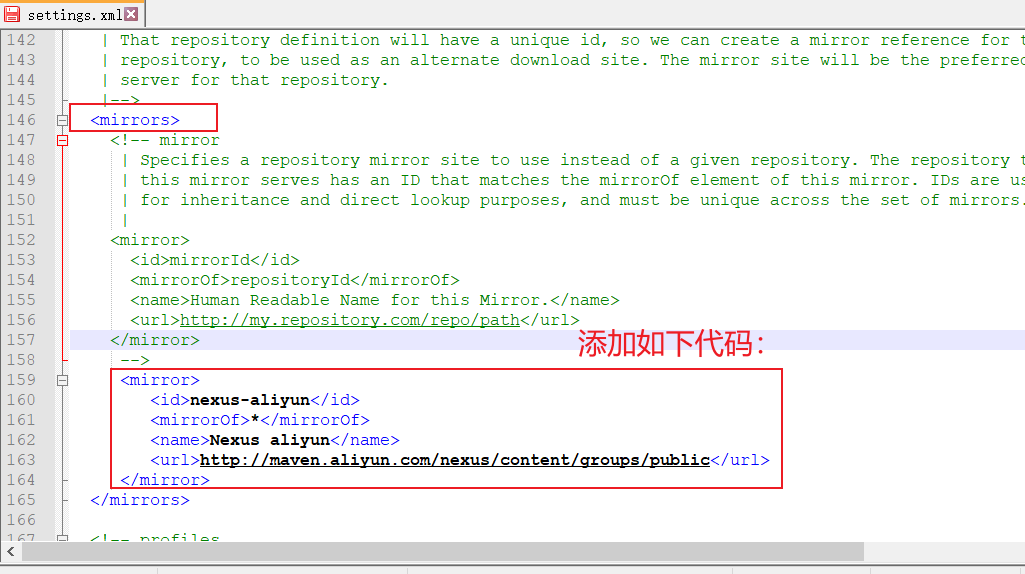 settings.xml
142 | That repository definition will have a unique id, so we can create a mirror reference for
143 | repository, to be used as an alternate download site. The mirror site will be the preferred
144 | server for that repository.
145 |-->
146 <mirrors>
147 <!-- mirror
148 | Specifies a repository mirror site to use instead of a given repository. The repository
149 | this mirror serves has an ID that matches the mirrorOf element of this mirror. IDs are
150 | for inheritance and direct lookup purposes, and must be unique across the set of mirrors.
151 |
152 <mirror>
153 <id>mirrorId</id>
154 <mirrorOf>repositoryId</mirrorOf>
155 <name>Human Readable Name for this Mirror.</name>
156 <url>http://my.repository.com/repo/path</url>
157 </mirror>
添加如下代码：
158 -->
159 <mirror>
160 <id>nexus-aliyun</id>
161 <mirrorOf>*</mirrorOf>
162 <name>Nexus aliyun</name>
163 <url>http://maven.aliyun.com/nexus/content/groups/public</url>
164 </mirror>
165 </mirrors>
166
167 <!-- profiles